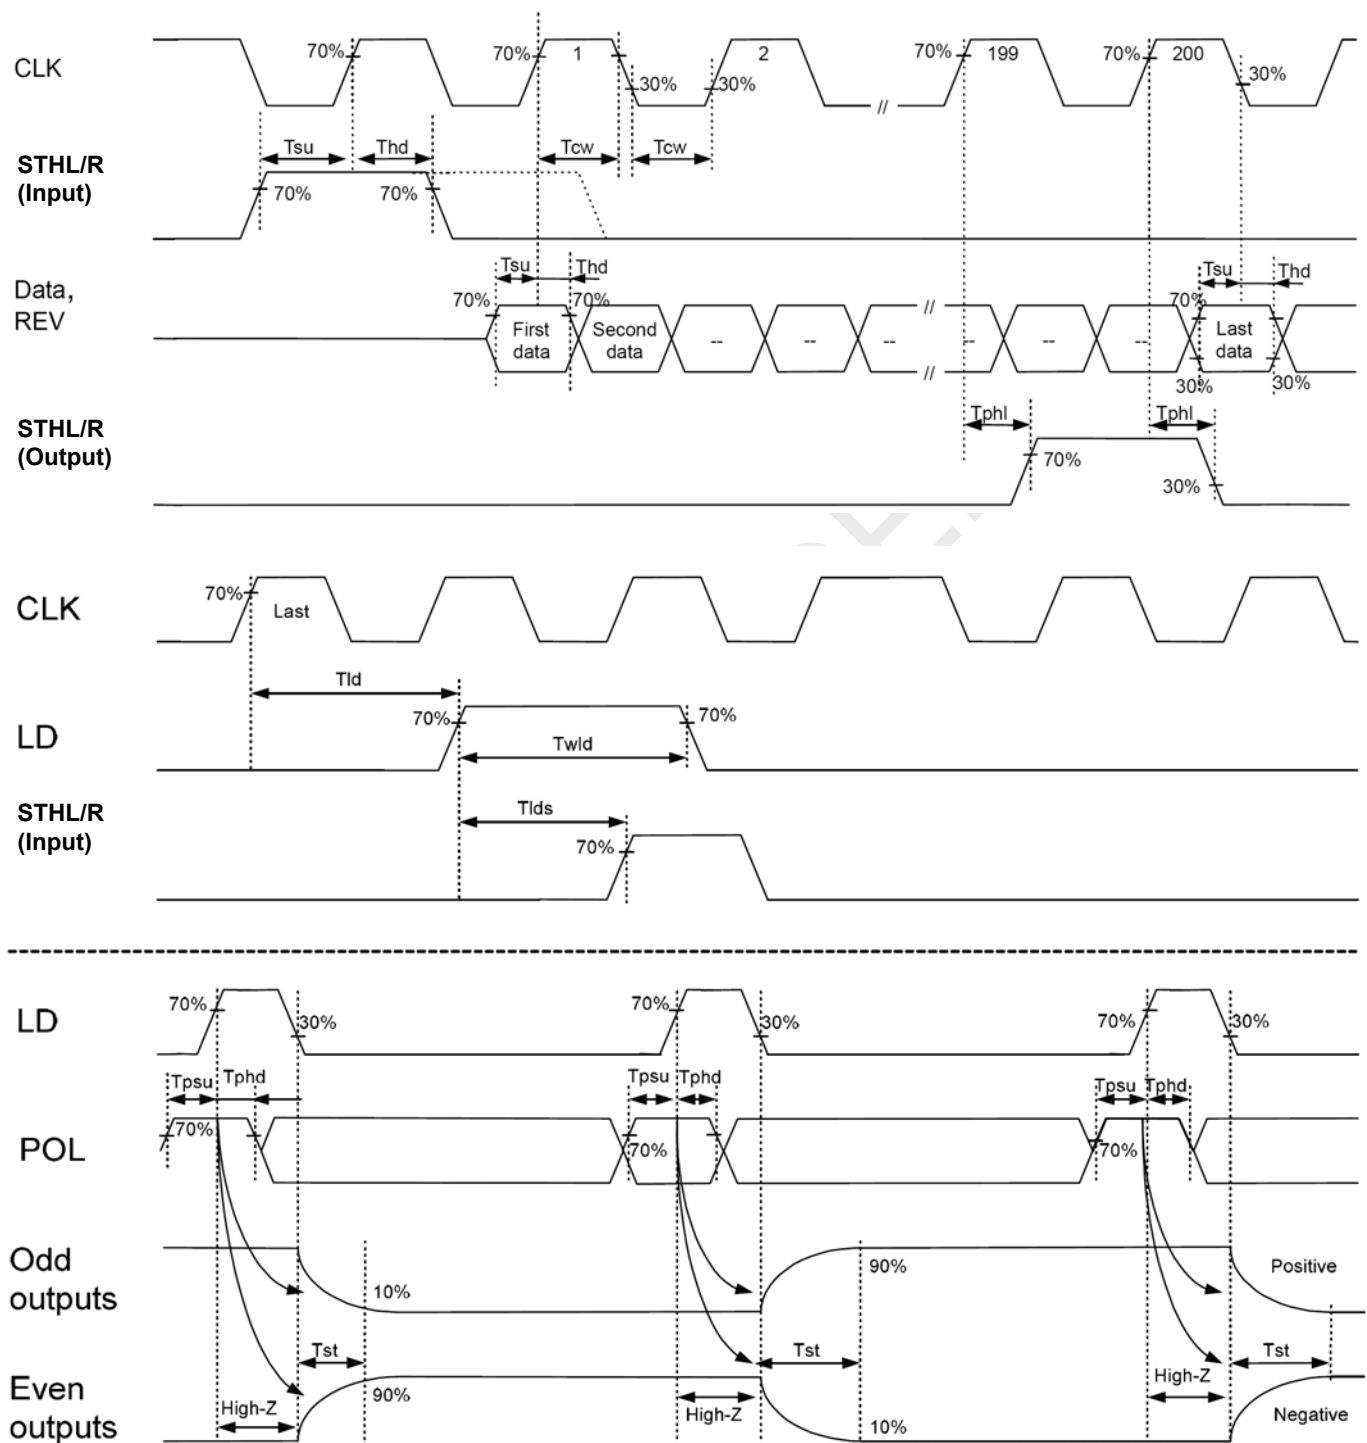 CLK
70%
70%
1
30%
30%
2
70%
199
70%
200
30%
Tsu
Thd
Tcw
Tcw
STHL/R
(Input)
70%
70%
Data,
REV
Tsu
Thd
70%
70%
First
data
Second
data
--
--
--
//
//
//
--
--
--
Tsu
Thd
70%
Last
data
30%
30%
STHL/R
(Output)
Tphl
Tphl
70%
30%
CLK
70%
Last
Tld
LD
70%
70%
Twld
STHL/R
(Input)
Tlds
70%
LD
70%
30%
70%
30%
70%
30%
Tpsu
Tphd
Tpsu
Tphd
Tpsu
Tphd
POL
70%
70%
70%
Odd
outputs
10%
90%
Positive
Tst
Tst
Tst
Even
outputs
High-Z
90%
High-Z
10%
High-Z
Negative